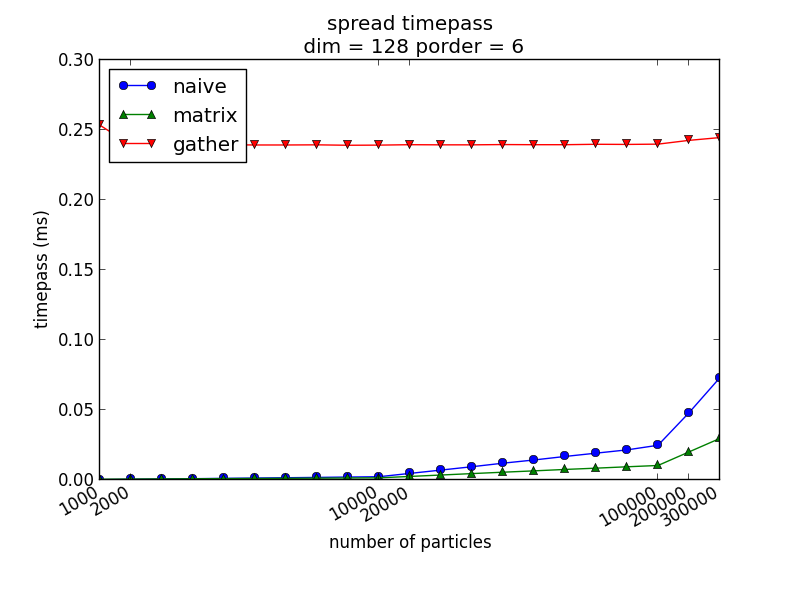 spread timepass
dim = 128 porder = 6
0.30
0.25
0.20
0.15
0.10
0.05
0.00
timepass (ms)
naive
matrix
gather
1000
2000
10000
20000
100000
200000
300000
number of particles